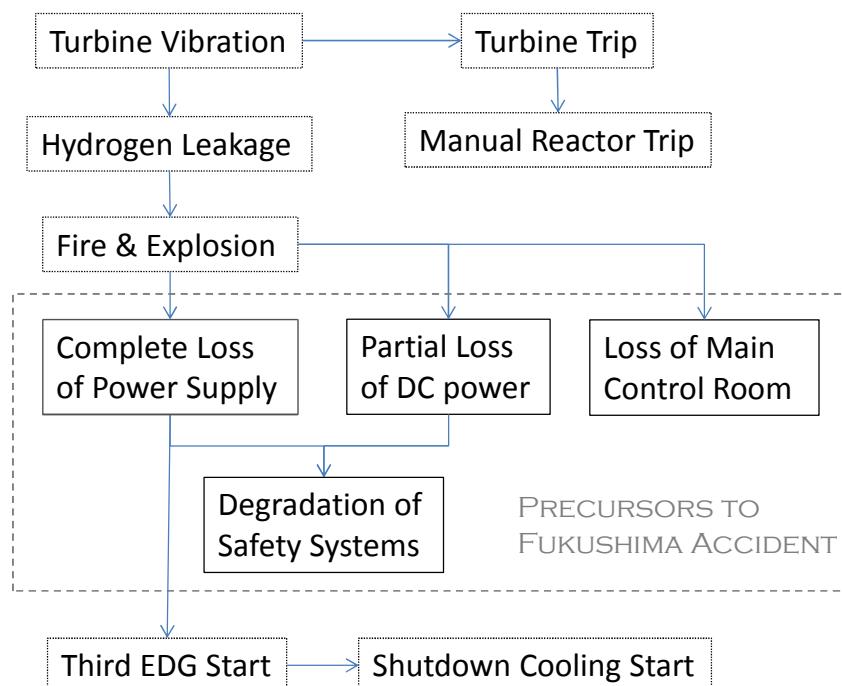 Turbine Vibration
Turbine Trip
Hydrogen Leakage
Manual Reactor Trip
Fire & Explosion
Complete Loss
of Power Supply
Partial Loss
of DC power
Loss of Main
Control Room
Degradation of
Safety Systems
PRECURSORS TO
FUKUSHIMA ACCIDENT
Third EDG Start
Shutdown Cooling Start